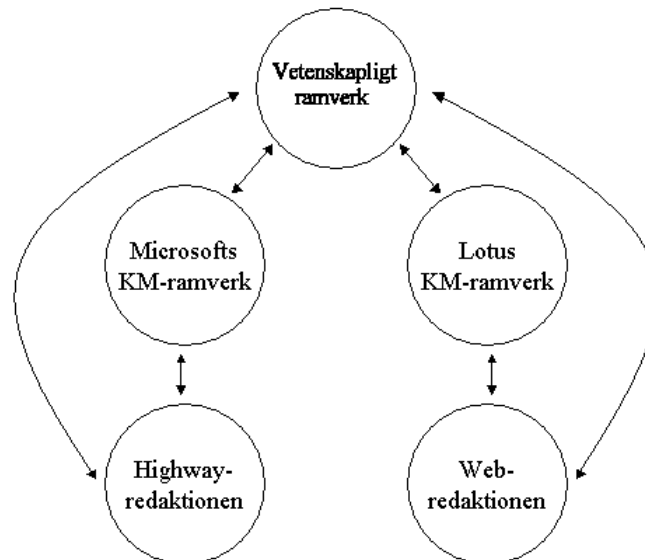 Vetenskapligt
ramverk
Microsofts
KM-ramverk
Lotus
KM-ramverk
Highway-
redaktionen
Web-
redaktionen